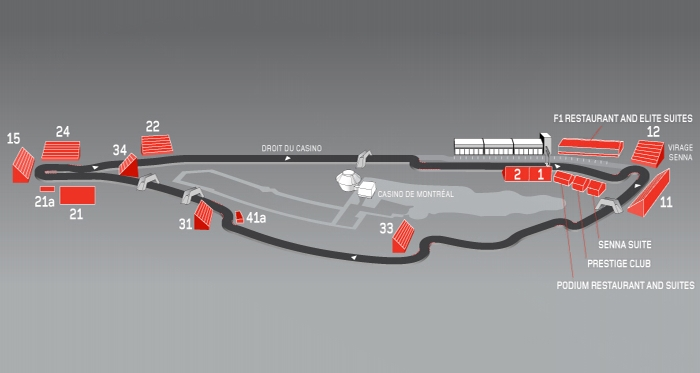 F1 RESTAURANT AND ELITE SUITES
12
VIRAGE
SENNA
22
24
15
34
DROIT DU CASINO
2
1
CASINO DE MONTRÉAL
21a
21
11
31
41a
33
SENNA SUITE
PRESTIGE CLUB
PODIUM RESTAURANT AND SUITES